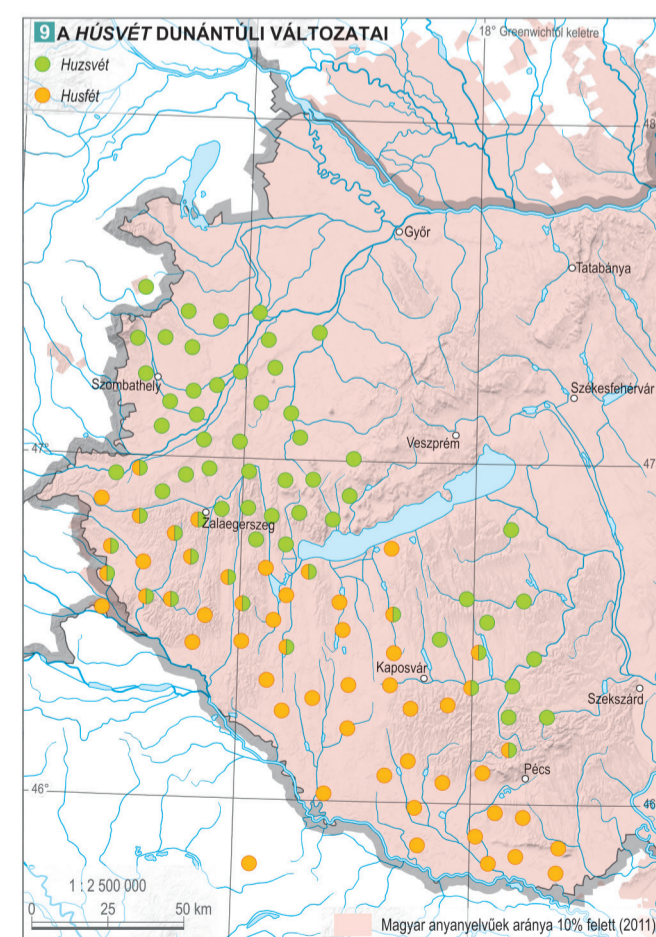 9 A HÚSVÉT DUNÁNTÚLI VÁLTOZATAI
18° Greenwichtől keletre
Huzsvét
Husfét
48
Győr
Tatabánya
Szombathely
Székesfehérvár
Veszprém
47°
47
Zalaegerszeg
Kaposvár
Szekszárd
Pécs
46°
46
1 : 2 500 000
0 25 50 km
Magyar anyanyelvűek aránya 10% felett (2011)